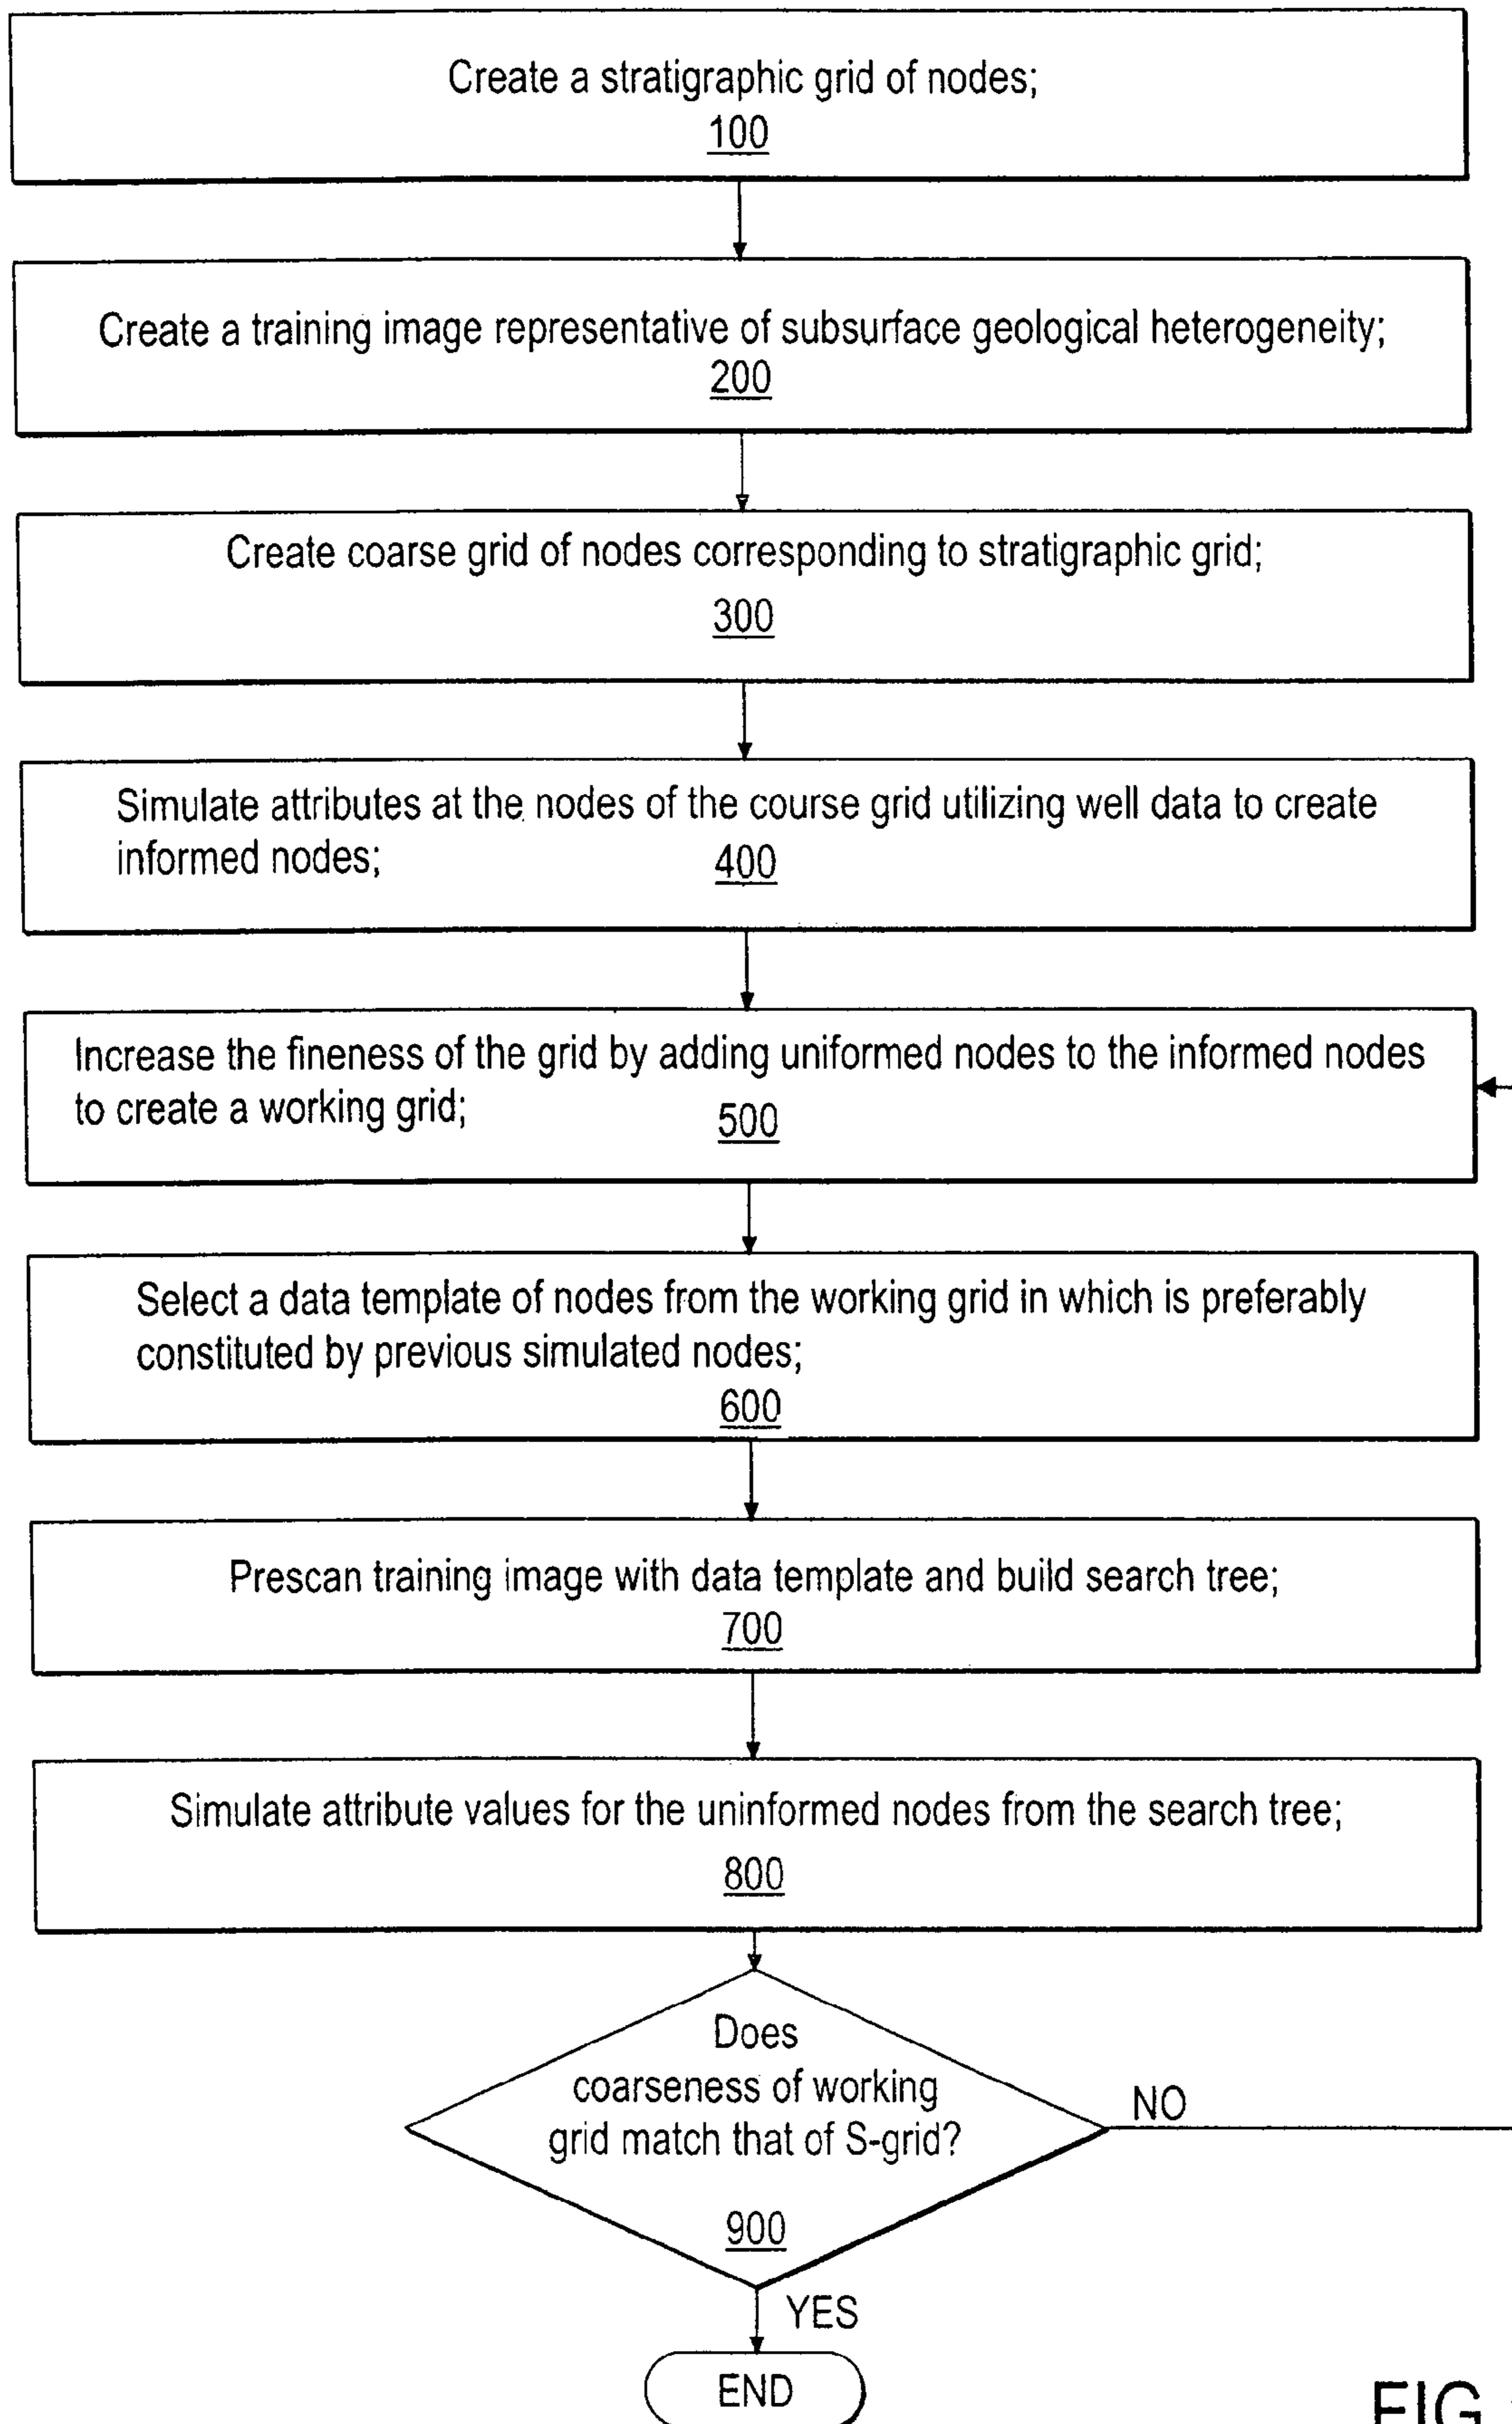 Create a stratigraphic grid of nodes;
100
Create a training image representative of subsurface geological heterogeneity;
200
Create coarse grid of nodes corresponding to stratigraphic grid;
300
Simulate attributes at the nodes of the course grid utilizing well data to create
informed nodes;
400
Increase the fineness of the grid by adding uniformed nodes to the informed nodes
to create a working grid;
500
Select a data template of nodes from the working grid in which is preferably
constituted by previous simulated nodes;
600
Prescan training image with data template and build search tree;
700
Simulate attribute values for the uninformed nodes from the search tree;
800
Does
coarseness of working
grid match that of S-grid?
900
NO
YES
END
FIG